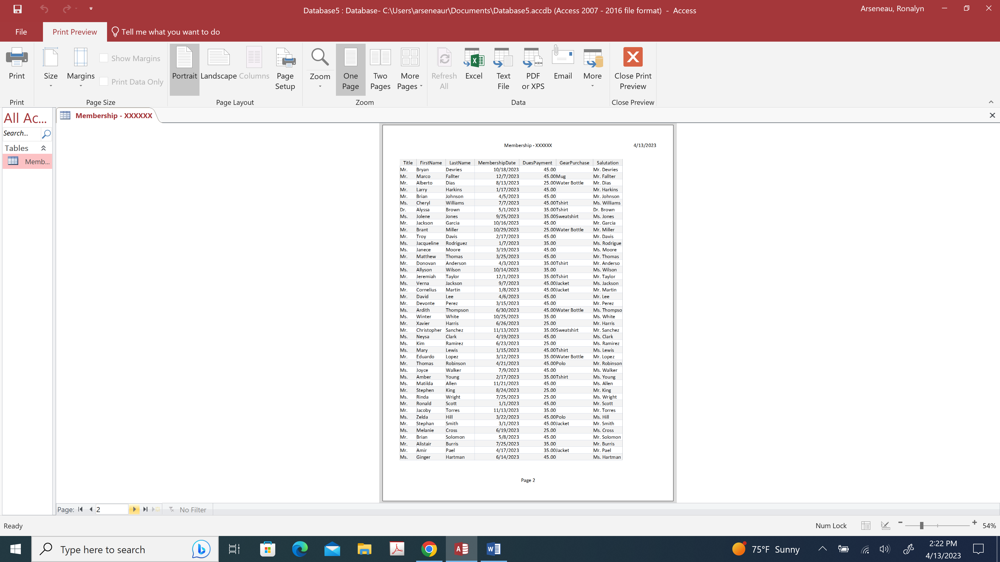 Database5 : Database- C:\Users\arseneaur\Documents\Database5.accdb (Access 2007 - 2016 file format) - Access
Arseneau, Ronalyn
File Print Preview Tell me what you want to do
Print
Size
Margins
Show Margins
Print Data Only
Portrait
Landscape
Columns
Page Setup
Zoom
One Page
Two Pages
More Pages
Refresh All
Excel
Text File
PDF or XPS
Email
More
Close Print Preview
Print Page Size Page Layout Zoom Data Close Preview
All Ac...
Search...
Tables
Memb...
Membership - XXXXXX
Membership - XXXXXX 4/13/2023
Title FirstName LastName MembershipDate DuesPayment GearPurchase Salutation
Mr. Bryan Devries 10/18/2023 45.00 Mr. Devries
Mr. Marco Fallter 12/7/2023 45.00 Mug Mr. Fallter
Mr. Alberto Dias 8/13/2023 25.00 Water Bottle Mr. Dias
Mr. Larry Harkins 1/17/2023 45.00 Mr. Harkins
Mr. Brian Johnson 4/5/2023 45.00 Mr. Johnson
Ms. Cheryl Williams 7/7/2023 45.00 Tshirt Ms. Williams
Dr. Alyssa Brown 5/1/2023 35.00 Tshirt Dr. Brown
Ms. Jolene Jones 9/25/2023 35.00 Sweatshirt Ms. Jones
Mr. Jackson Garcia 10/16/2023 45.00 Mr. Garcia
Mr. Brant Miller 10/29/2023 25.00 Water Bottle Mr. Miller
Mr. Troy Davis 2/17/2023 45.00 Mr. Davis
Ms. Jacqueline Rodriguez 1/7/2023 35.00 Ms. Rodrigue
Ms. Janece Moore 3/19/2023 45.00 Ms. Moore
Mr. Matthew Thomas 3/25/2023 45.00 Mr. Thomas
Mr. Donovan Anderson 4/3/2023 35.00 Tshirt Mr. Anderso
Ms. Allyson Wilson 10/14/2023 35.00 Ms. Wilson
Mr. Jeremiah Taylor 12/1/2023 35.00 Tshirt Mr. Taylor
Ms. Verna Jackson 9/7/2023 45.00 Jacket Ms. Jackson
Mr. Cornelius Martin 1/8/2023 45.00 Jacket Mr. Martin
Mr. David Lee 4/6/2023 45.00 Mr. Lee
Mr. Devonte Perez 3/15/2023 45.00 Mr. Perez
Ms. Ardith Thompson 6/30/2023 45.00 Water Bottle Ms. Thompso
Ms. Winter White 10/25/2023 35.00 Ms. White
Mr. Xavier Harris 6/26/2023 25.00 Mr. Harris
Mr. Christopher Sanchez 11/13/2023 35.00 Sweatshirt Mr. Sanchez
Ms. Neysa Clark 4/19/2023 45.00 Ms. Clark
Ms. Kim Ramirez 6/23/2023 25.00 Ms. Ramirez
Ms. Mary Lewis 1/15/2023 45.00 Tshirt Ms. Lewis
Mr. Eduardo Lopez 3/12/2023 35.00 Water Bottle Mr. Lopez
Mr. Thomas Robinson 4/21/2023 45.00 Polo Mr. Robinson
Ms. Joyce Walker 7/9/2023 45.00 Ms. Walker
Ms. Amber Young 2/17/2023 35.00 Tshirt Ms. Young
Ms. Matilda Allen 11/21/2023 45.00 Ms. Allen
Mr. Stephen King 8/24/2023 25.00 Mr. King
Ms. Rinda Wright 7/25/2023 25.00 Ms. Wright
Mr. Ronald Scott 1/1/2023 45.00 Mr. Scott
Mr. Jacoby Torres 11/13/2023 35.00 Mr. Torres
Ms. Zelda Hill 3/22/2023 45.00 Polo Ms. Hill
Mr. Stephan Smith 3/1/2023 45.00 Jacket Mr. Smith
Ms. Melanie Cross 6/19/2023 25.00 Ms. Cross
Mr. Brian Solomon 5/8/2023 45.00 Mr. Solomon
Mr. Alistair Burris 7/25/2023 35.00 Mr. Burris
Mr. Amir Pael 4/17/2023 35.00 Jacket Mr. Pael
Ms. Ginger Hartman 6/14/2023 45.00 Ms. Hartman
Page 2
Page: 2 No Filter
Ready Num Lock 54%
Type here to search 75°F Sunny 2:22 PM
4/13/2023